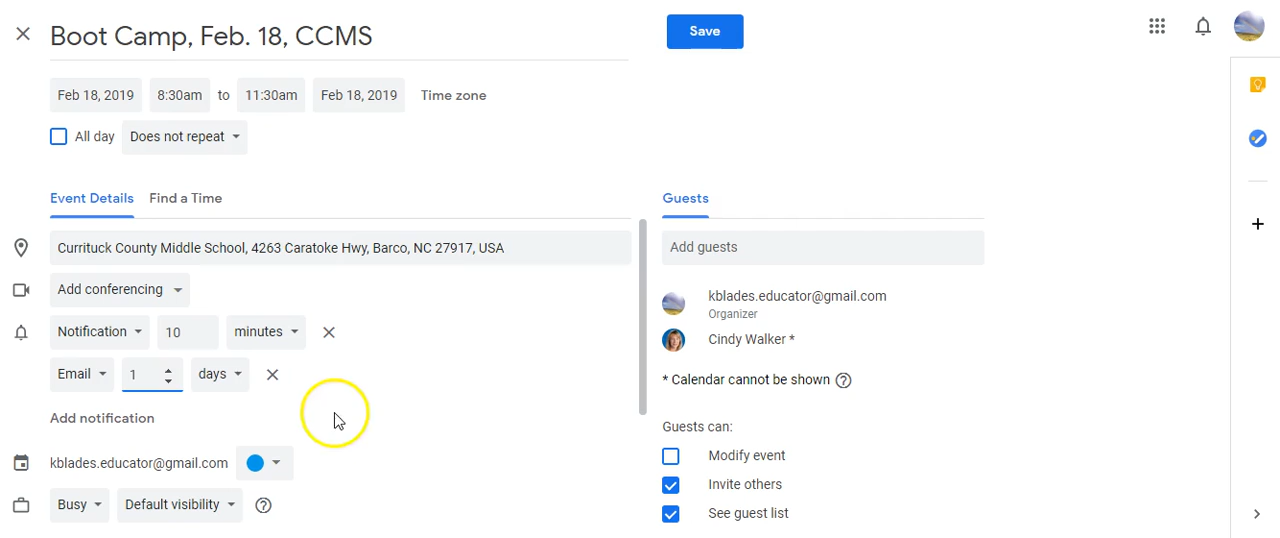 Boot Camp, Feb. 18, CCMS
Save
Feb 18, 2019 8:30am to 11:30am Feb 18, 2019 Time zone
All day Does not repeat
Event Details Find a Time
Guests
Currituck County Middle School, 4263 Caratoke Hwy, Barco, NC 27917, USA
Add guests
Add conferencing
kblades.educator@gmail.com
Organizer
Notification 10 minutes
Cindy Walker *
Email 1 days
* Calendar cannot be shown
Add notification
Guests can:
kblades.educator@gmail.com
Modify event
Invite others
Busy Default visibility
See guest list